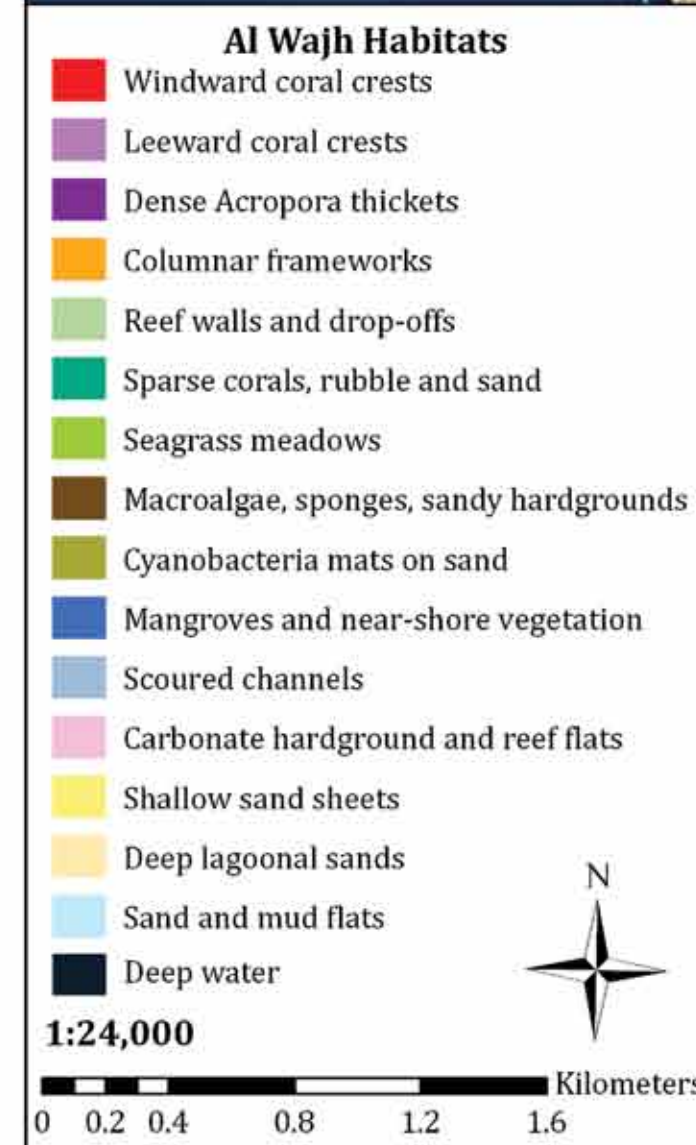 Al Wajh Habitats
Windward coral crests
Leeward coral crests
Dense Acropora thickets
Columnar frameworks
Reef walls and drop-offs
Sparse corals, rubble and sand
Seagrass meadows
Macroalgae, sponges, sandy hardgrounds
Cyanobacteria mats on sand
Mangroves and near-shore vegetation
Scoured channels
Carbonate hardground and reef flats
Shallow sand sheets
Deep lagoonal sands
Sand and mud flats
Deep water
N
1:24,000
Kilometers
0 0.2 0.4 0.8 1.2 1.6